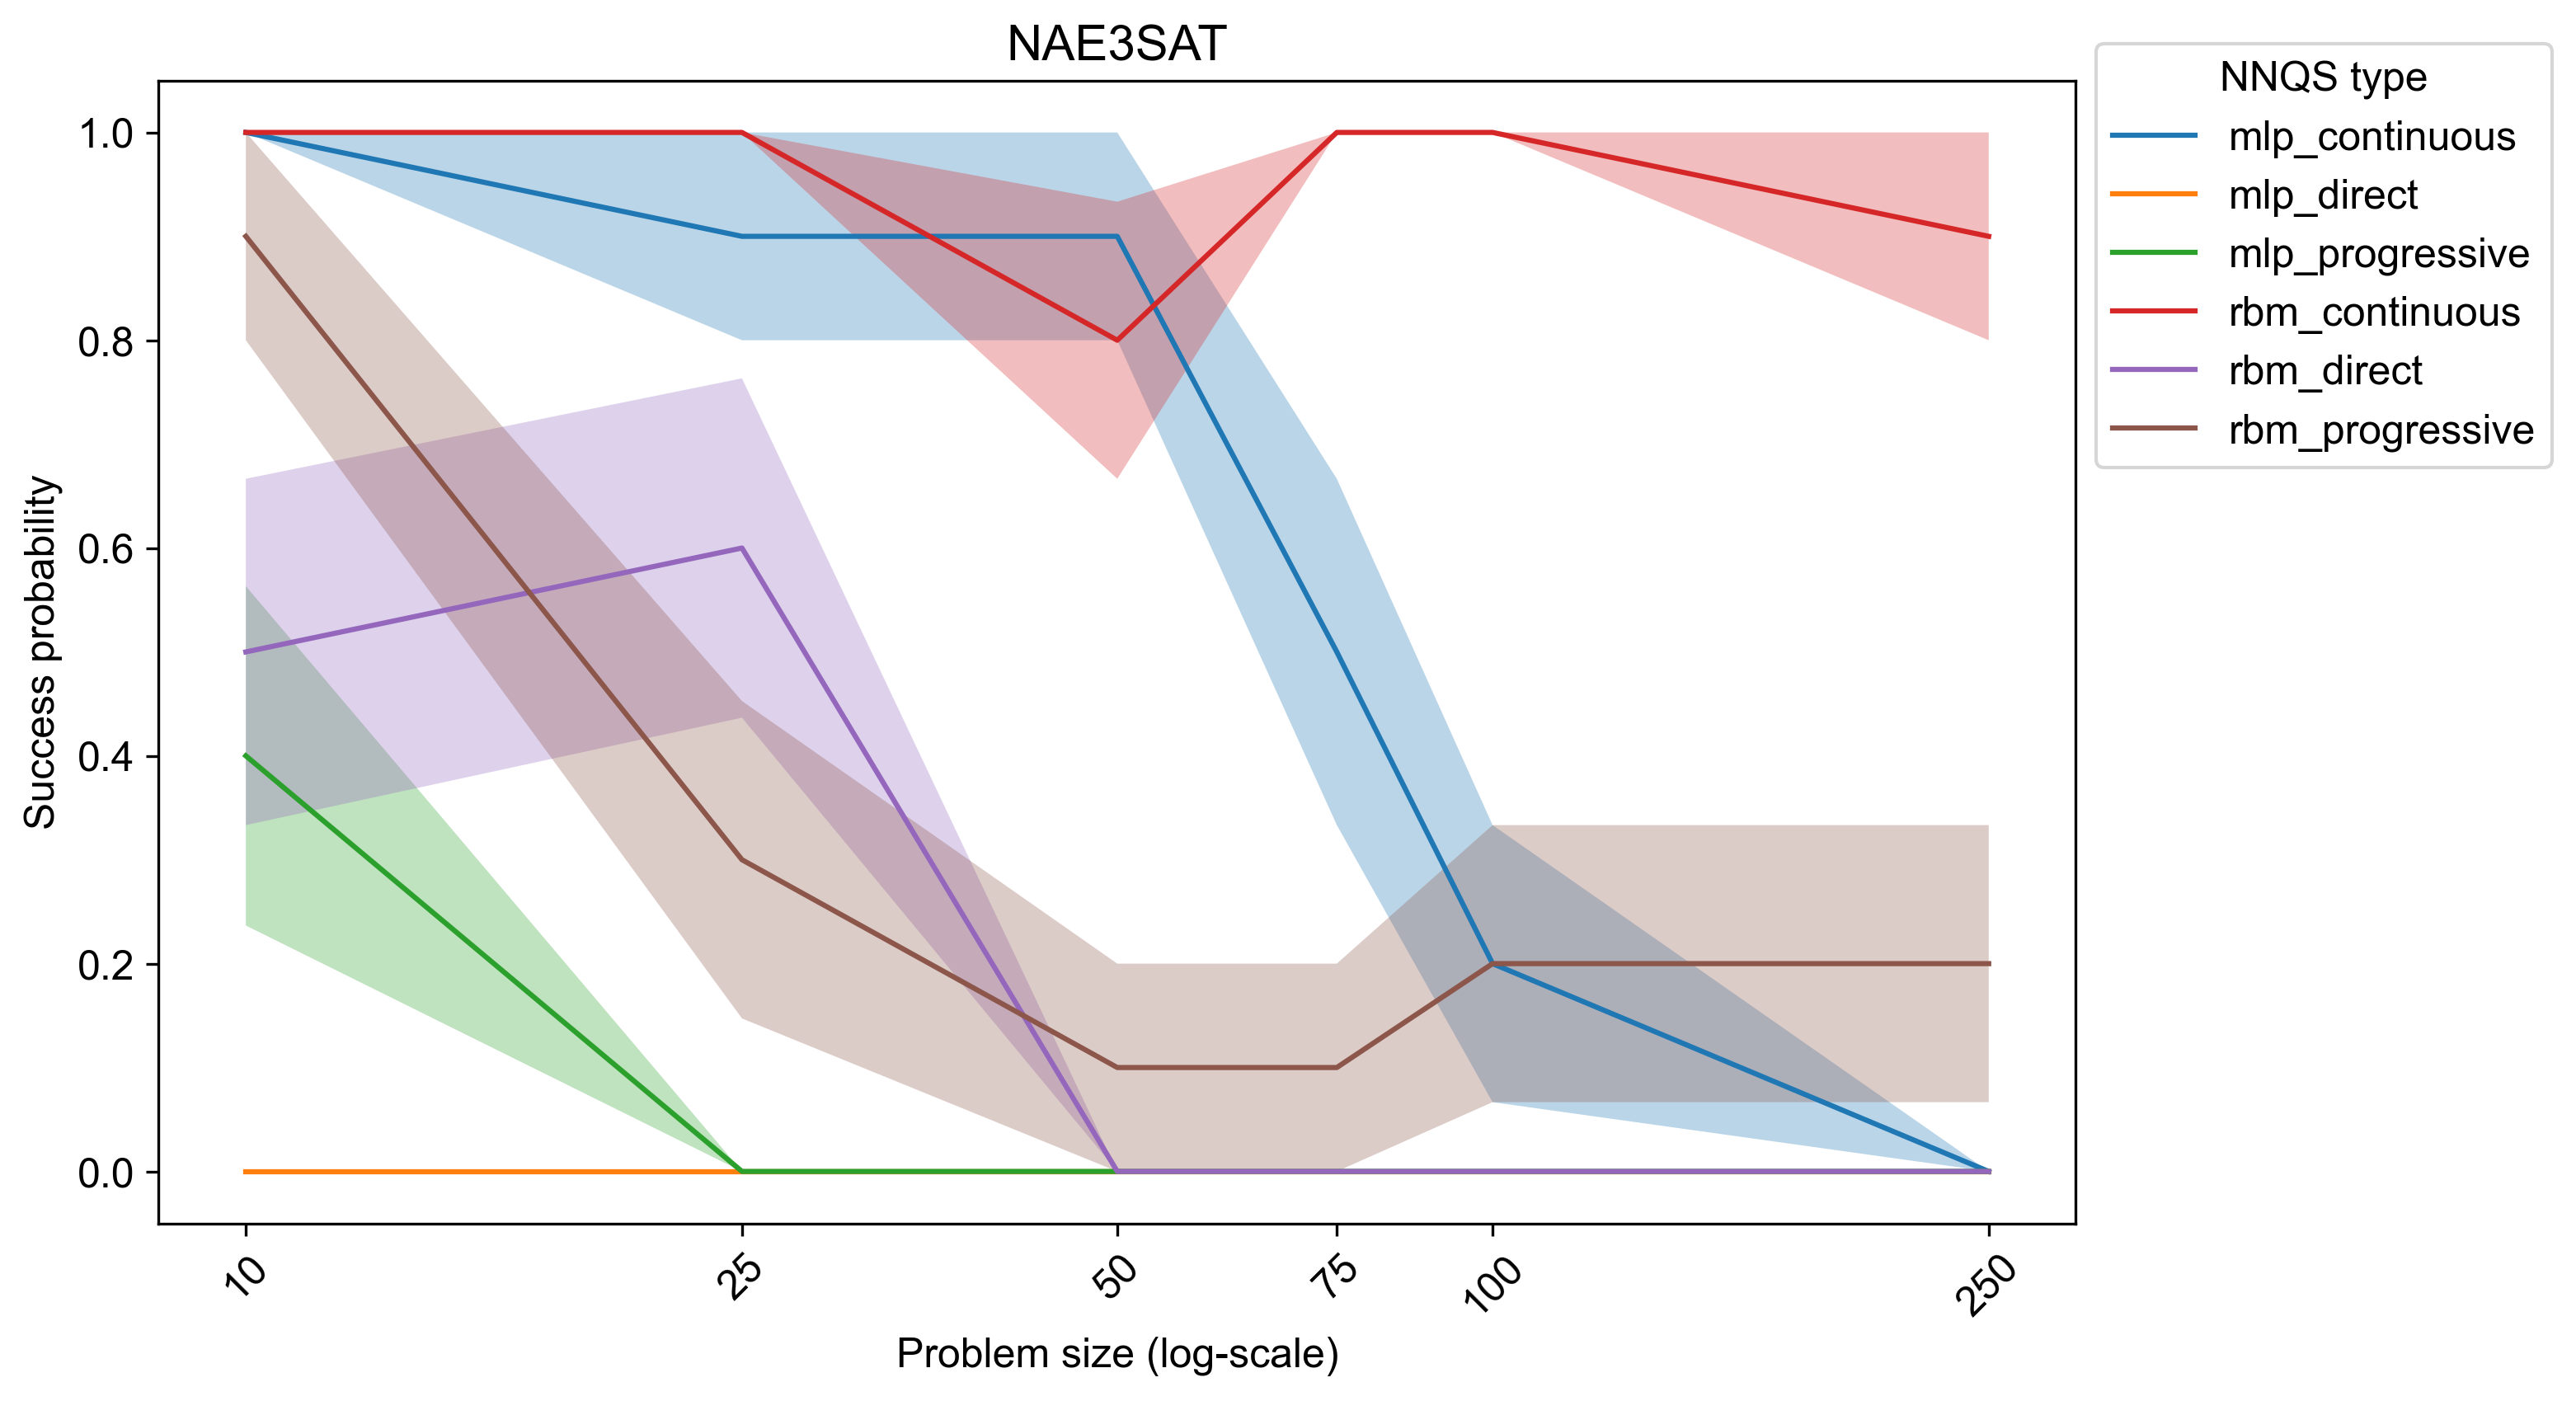 NAE3SAT
NNQS type
mlp_continuous
mlp_direct
mlp_progressive
rbm_continuous
rbm_direct
rbm_progressive
Success probability
1.0
0.8
0.6
0.4
0.2
0.0
10
25
50
75
100
250
Problem size (log-scale)